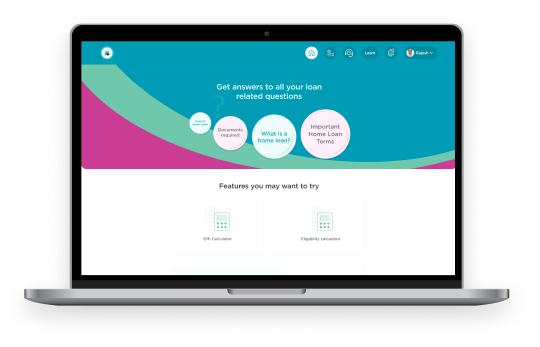 Learn
Rajesh
Get answers to all your loan
related questions
Documents
required
What is a
home loan?
Important
Home Loan
Terms
Features you may want to try
EMI Calculator
Eligibility calculator